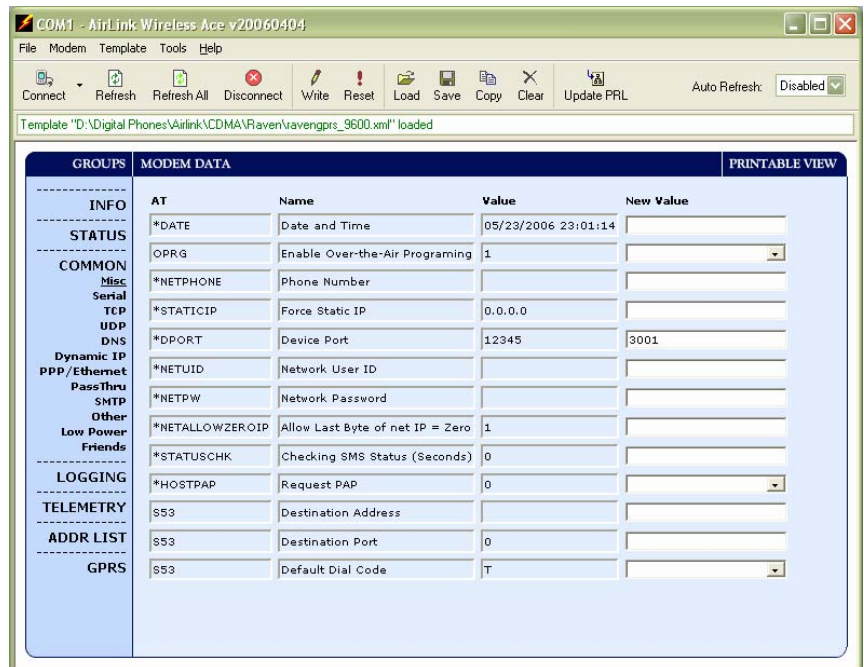 COM1 - AirLink Wireless Ace v20060404
File Modem Template Tools Help
Connect Refresh Refresh All Disconnect Write Reset Load Save Copy Clear Update PRL Auto Refresh: Disabled
Template "D:\Digital Phones\Airlink\CDMA\Raven\ravengprs_9600.xml" loaded
GROUPS MODEM DATA PRINTABLE VIEW
INFO
STATUS
COMMON
Misc
Serial
TCP
UDP
DNS
Dynamic IP
PPP/Ethernet
PassThru
SMTP
Other
Low Power
Friends
LOGGING
TELEMETRY
ADDR LIST
GPRS
AT Name Value New Value
*DATE Date and Time 05/23/2006 23:01:14
OPRG Enable Over-the-Air Programing 1
*NETPHONE Phone Number
*STATICIP Force Static IP 0.0.0.0
*DPORT Device Port 12345 3001
*NETUID Network User ID
*NETPW Network Password
*NETALLOWZEROIP Allow Last Byte of net IP = Zero 1
*STATUSCHK Checking SMS Status (Seconds) 0
*HOSTPAP Request PAP 0
S53 Destination Address
S53 Destination Port 0
S53 Default Dial Code T